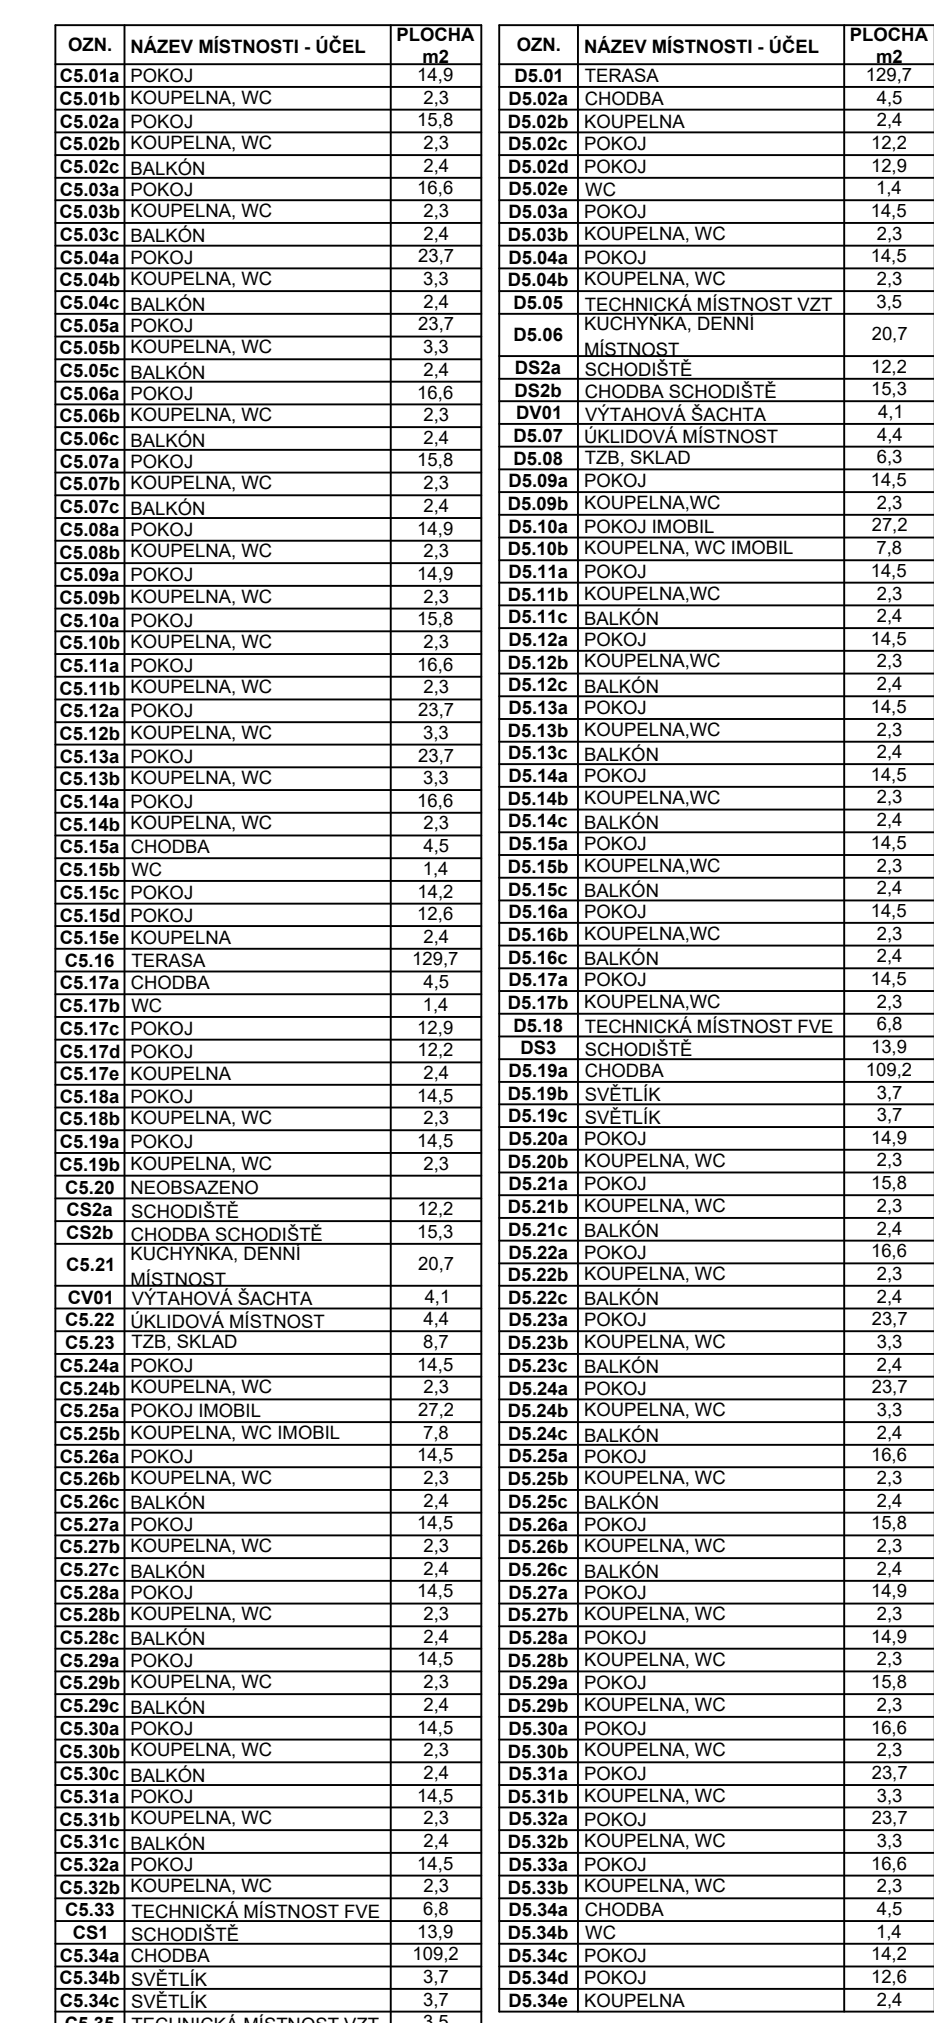 OZN. NÁZEV MÍSTNOSTI - ÚČEL PLOCHA m2
C5.01a POKOJ 14,9
C5.01b KOUPELNA, WC 2,3
C5.02a POKOJ 15,8
C5.02b KOUPELNA, WC 2,3
C5.02c BALKÓN 2,4
C5.03a POKOJ 16,6
C5.03b KOUPELNA, WC 2,3
C5.03c BALKÓN 2,4
C5.04a POKOJ 23,7
C5.04b KOUPELNA, WC 3,3
C5.04c BALKÓN 2,4
C5.05a POKOJ 23,7
C5.05b KOUPELNA, WC 3,3
C5.05c BALKÓN 2,4
C5.06a POKOJ 16,6
C5.06b KOUPELNA, WC 2,3
C5.06c BALKÓN 2,4
C5.07a POKOJ 15,8
C5.07b KOUPELNA, WC 2,3
C5.07c BALKÓN 2,4
C5.08a POKOJ 14,9
C5.08b KOUPELNA, WC 2,3
C5.09a POKOJ 14,9
C5.09b KOUPELNA, WC 2,3
C5.10a POKOJ 15,8
C5.10b KOUPELNA, WC 2,3
C5.11a POKOJ 16,6
C5.11b KOUPELNA, WC 2,3
C5.12a POKOJ 23,7
C5.12b KOUPELNA, WC 3,3
C5.13a POKOJ 23,7
C5.13b KOUPELNA, WC 3,3
C5.14a POKOJ 16,6
C5.14b KOUPELNA, WC 2,3
C5.15a CHODBA 4,5
C5.15b WC 1,4
C5.15c POKOJ 14,2
C5.15d POKOJ 12,6
C5.15e KOUPELNA 2,4
C5.16 TERASA 129,7
C5.17a CHODBA 4,5
C5.17b WC 1,4
C5.17c POKOJ 12,9
C5.17d POKOJ 12,2
C5.17e KOUPELNA 2,4
C5.18a POKOJ 14,5
C5.18b KOUPELNA, WC 2,3
C5.19a POKOJ 14,5
C5.19b KOUPELNA, WC 2,3
C5.20 NEOBSAZENO
CS2a SCHODIŠTĚ 12,2
CS2b CHODBA SCHODIŠTĚ 15,3
C5.21 KUCHYŇKA, DENNÍ MÍSTNOST 20,7
CV01 VÝTAHOVÁ ŠACHTA 4,1
C5.22 ÚKLIDOVÁ MÍSTNOST 4,4
C5.23 TZB, SKLAD 8,7
C5.24a POKOJ 14,5
C5.24b KOUPELNA, WC 2,3
C5.25a POKOJ IMOBIL 27,2
C5.25b KOUPELNA, WC IMOBIL 7,8
C5.26a POKOJ 14,5
C5.26b KOUPELNA, WC 2,3
C5.26c BALKÓN 2,4
C5.27a POKOJ 14,5
C5.27b KOUPELNA, WC 2,3
C5.27c BALKÓN 2,4
C5.28a POKOJ 14,5
C5.28b KOUPELNA, WC 2,3
C5.28c BALKÓN 2,4
C5.29a POKOJ 14,5
C5.29b KOUPELNA, WC 2,3
C5.29c BALKÓN 2,4
C5.30a POKOJ 14,5
C5.30b KOUPELNA, WC 2,3
C5.30c BALKÓN 2,4
C5.31a POKOJ 14,5
C5.31b KOUPELNA, WC 2,3
C5.31c BALKÓN 2,4
C5.32a POKOJ 14,5
C5.32b KOUPELNA, WC 2,3
C5.33 TECHNICKÁ MÍSTNOST FVE 6,8
CS1 SCHODIŠTĚ 13,9
C5.34a CHODBA 109,2
C5.34b SVĚTLÍK 3,7
C5.34c SVĚTLÍK 3,7
C5.35 TECHNICKÁ MÍSTNOST VZT 3,5
OZN. NÁZEV MÍSTNOSTI - ÚČEL PLOCHA m2
D5.01 TERASA 129,7
D5.02a CHODBA 4,5
D5.02b KOUPELNA 2,4
D5.02c POKOJ 12,2
D5.02d POKOJ 12,9
D5.02e WC 1,4
D5.03a POKOJ 14,5
D5.03b KOUPELNA, WC 2,3
D5.04a POKOJ 14,5
D5.04b KOUPELNA, WC 2,3
D5.05 TECHNICKÁ MÍSTNOST VZT 3,5
D5.06 KUCHYŇKA, DENNÍ MÍSTNOST 20,7
DS2a SCHODIŠTĚ 12,2
DS2b CHODBA SCHODIŠTĚ 15,3
DV01 VÝTAHOVÁ ŠACHTA 4,1
D5.07 ÚKLIDOVÁ MÍSTNOST 4,4
D5.08 TZB, SKLAD 6,3
D5.09a POKOJ 14,5
D5.09b KOUPELNA,WC 2,3
D5.10a POKOJ IMOBIL 27,2
D5.10b KOUPELNA, WC IMOBIL 7,8
D5.11a POKOJ 14,5
D5.11b KOUPELNA,WC 2,3
D5.11c BALKÓN 2,4
D5.12a POKOJ 14,5
D5.12b KOUPELNA,WC 2,3
D5.12c BALKÓN 2,4
D5.13a POKOJ 14,5
D5.13b KOUPELNA,WC 2,3
D5.13c BALKÓN 2,4
D5.14a POKOJ 14,5
D5.14b KOUPELNA,WC 2,3
D5.14c BALKÓN 2,4
D5.15a POKOJ 14,5
D5.15b KOUPELNA,WC 2,3
D5.15c BALKÓN 2,4
D5.16a POKOJ 14,5
D5.16b KOUPELNA,WC 2,3
D5.16c BALKÓN 2,4
D5.17a POKOJ 14,5
D5.17b KOUPELNA,WC 2,3
D5.18 TECHNICKÁ MÍSTNOST FVE 6,8
DS3 SCHODIŠTĚ 13,9
D5.19a CHODBA 109,2
D5.19b SVĚTLÍK 3,7
D5.19c SVĚTLÍK 3,7
D5.20a POKOJ 14,9
D5.20b KOUPELNA, WC 2,3
D5.21a POKOJ 15,8
D5.21b KOUPELNA, WC 2,3
D5.21c BALKÓN 2,4
D5.22a POKOJ 16,6
D5.22b KOUPELNA, WC 2,3
D5.22c BALKÓN 2,4
D5.23a POKOJ 23,7
D5.23b KOUPELNA, WC 3,3
D5.23c BALKÓN 2,4
D5.24a POKOJ 23,7
D5.24b KOUPELNA, WC 3,3
D5.24c BALKÓN 2,4
D5.25a POKOJ 16,6
D5.25b KOUPELNA, WC 2,3
D5.25c BALKÓN 2,4
D5.26a POKOJ 15,8
D5.26b KOUPELNA, WC 2,3
D5.26c BALKÓN 2,4
D5.27a POKOJ 14,9
D5.27b KOUPELNA, WC 2,3
D5.28a POKOJ 14,9
D5.28b KOUPELNA, WC 2,3
D5.29a POKOJ 15,8
D5.29b KOUPELNA, WC 2,3
D5.30a POKOJ 16,6
D5.30b KOUPELNA, WC 2,3
D5.31a POKOJ 23,7
D5.31b KOUPELNA, WC 3,3
D5.32a POKOJ 23,7
D5.32b KOUPELNA, WC 3,3
D5.33a POKOJ 16,6
D5.33b KOUPELNA, WC 2,3
D5.34a CHODBA 4,5
D5.34b WC 1,4
D5.34c POKOJ 14,2
D5.34d POKOJ 12,6
D5.34e KOUPELNA 2,4